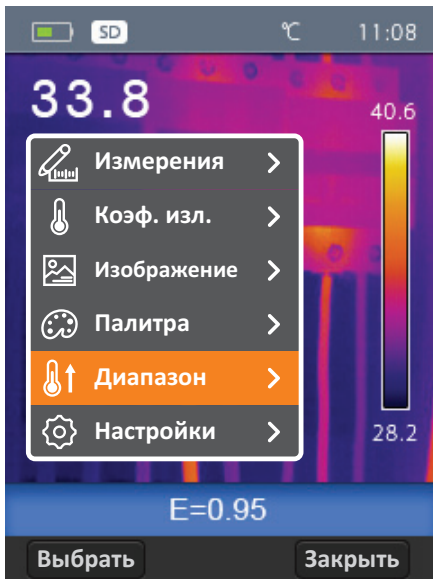 SD °C 11:08
33.8
40.6
Измерения
Коэф. изл.
Изображение
Палитра
Диапазон
Настройки
28.2
E=0.95
Выбрать Закрыть